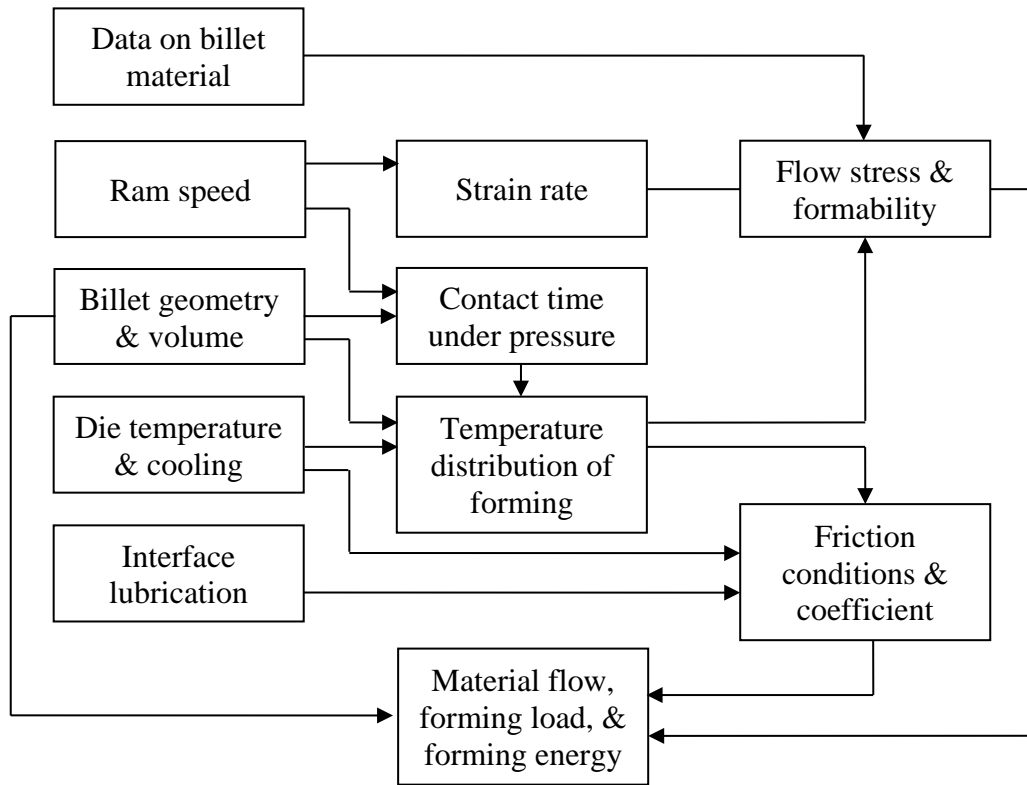 Data on billet
material
Ram speed
Strain rate
Flow stress &
formability
Billet geometry
& volume
Contact time
under pressure
Die temperature
& cooling
Temperature
distribution of
forming
Interface
lubrication
Friction
conditions &
coefficient
Material flow,
forming load, &
forming energy